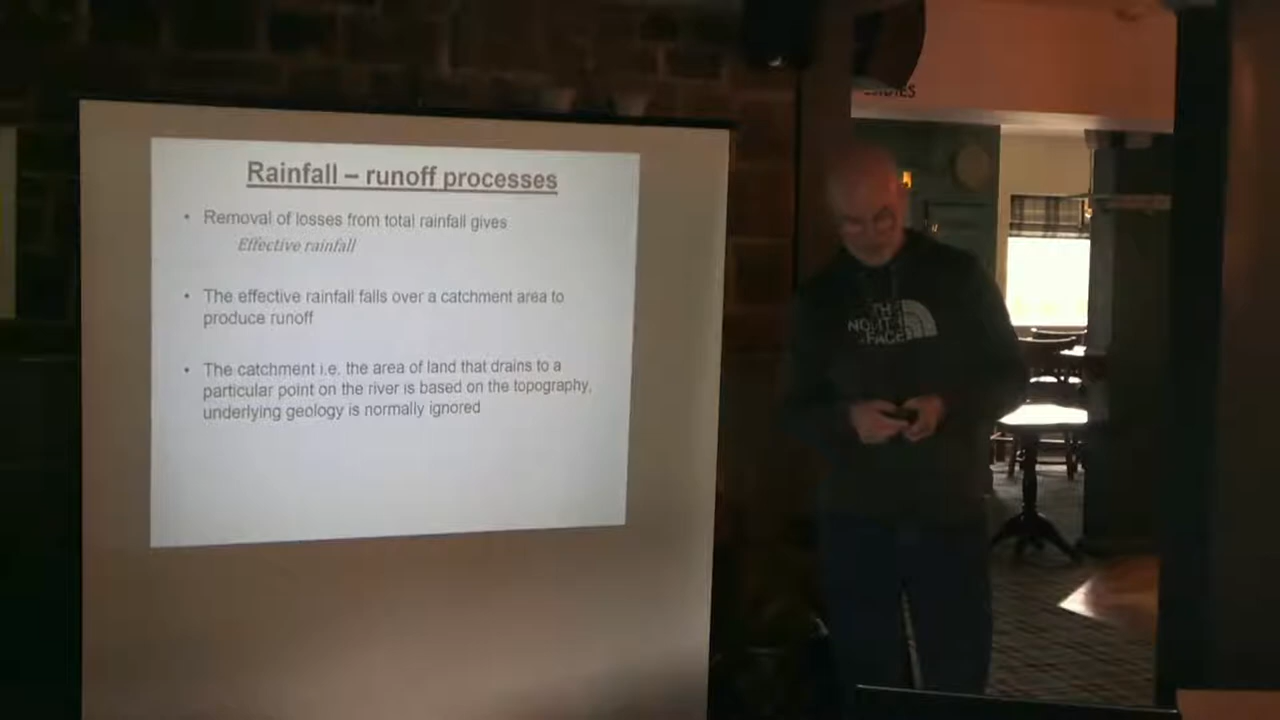 Rainfall – runoff processes
• Removal of losses from total rainfall gives
Effective rainfall
• The effective rainfall falls over a catchment area to
produce runoff
• The catchment i.e. the area of land that drains to a
particular point on the river is based on the topography,
underlying geology is normally ignored
THE
NORTH
FACE